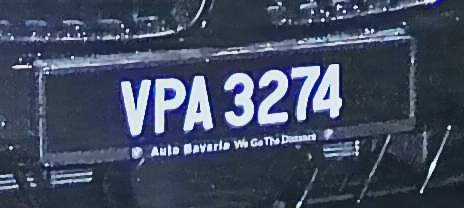 VPA 3274
Auto Bavaria We Go The Distance